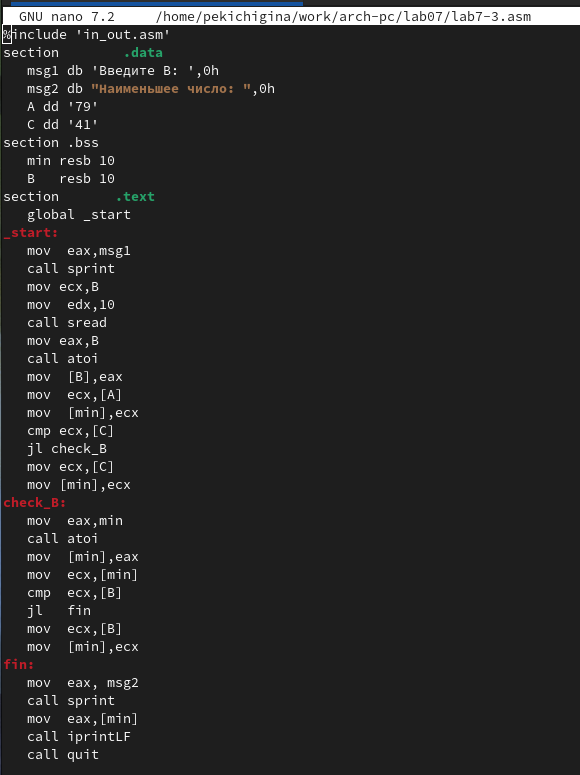 GNU nano 7.2 /home/pekichigina/work/arch-pc/lab07/lab7-3.asm
%include 'in_out.asm'
section .data
msg1 db 'Введите B: ',0h
msg2 db "Наименьшее число: ",0h
A dd '79'
C dd '41'
section .bss
min resb 10
B resb 10
section .text
global _start
_start:
mov eax,msg1
call sprint
mov ecx,B
mov edx,10
call sread
mov eax,B
call atoi
mov [B],eax
mov ecx,[A]
mov [min],ecx
cmp ecx,[C]
jl check_B
mov ecx,[C]
mov [min],ecx
check_B:
mov eax,min
call atoi
mov [min],eax
mov ecx,[min]
cmp ecx,[B]
jl fin
mov ecx,[B]
mov [min],ecx
fin:
mov eax, msg2
call sprint
mov eax,[min]
call iprintLF
call quit